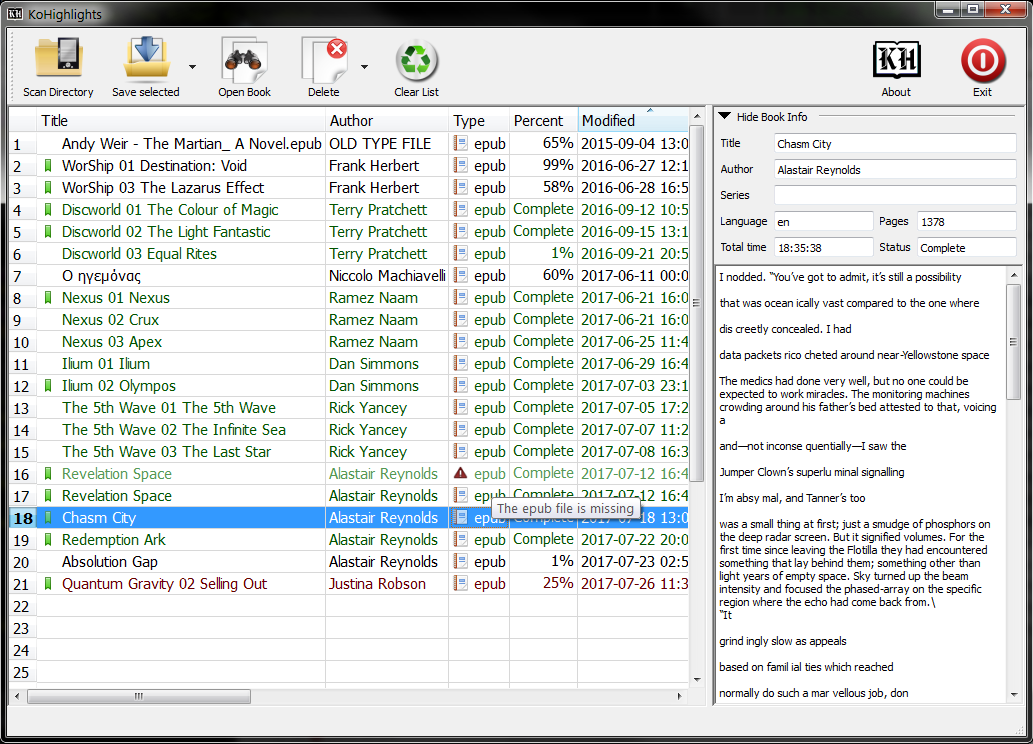 KoHighlights
Scan Directory
Save selected
Open Book
Delete
Clear List
KH
About
Exit
Title Author Type Percent Modified
1 Andy Weir - The Martian_ A Novel.epub OLD TYPE FILE epub 65% 2015-09-04 13:0
2 WorShip 01 Destination: Void Frank Herbert epub 99% 2016-06-27 12:1
3 WorShip 03 The Lazarus Effect Frank Herbert epub 58% 2016-06-28 16:5
4 Discworld 01 The Colour of Magic Terry Pratchett epub Complete 2016-09-12 10:5
5 Discworld 02 The Light Fantastic Terry Pratchett epub Complete 2016-09-15 13:1
6 Discworld 03 Equal Rites Terry Pratchett epub 1% 2016-09-21 20:5
7 Ο ηγεμόνας Niccolo Machiavelli epub 60% 2017-06-11 00:0
8 Nexus 01 Nexus Ramez Naam epub Complete 2017-06-21 16:0
9 Nexus 02 Crux Ramez Naam epub Complete 2017-06-21 16:0
10 Nexus 03 Apex Ramez Naam epub Complete 2017-06-25 11:4
11 Ilium 01 Ilium Dan Simmons epub Complete 2017-06-29 16:4
12 Ilium 02 Olympos Dan Simmons epub Complete 2017-07-03 23:1
13 The 5th Wave 01 The 5th Wave Rick Yancey epub Complete 2017-07-05 17:2
14 The 5th Wave 02 The Infinite Sea Rick Yancey epub Complete 2017-07-07 11:2
15 The 5th Wave 03 The Last Star Rick Yancey epub Complete 2017-07-08 16:3
16 Revelation Space Alastair Reynolds epub Complete 2017-07-12 16:4
17 Revelation Space Alastair Reynolds epub Complete 2017-07-12 16:4
The epub file is missing
18 Chasm City Alastair Reynolds epub 13:0
19 Redemption Ark Alastair Reynolds epub Complete 2017-07-22 20:0
20 Absolution Gap Alastair Reynolds epub 1% 2017-07-23 02:5
21 Quantum Gravity 02 Selling Out Justina Robson epub 25% 2017-07-26 11:3
22
23
24
25
Hide Book Info
Title Chasm City
Author Alastair Reynolds
Series
Language en Pages 1378
Total time 18:35:38 Status Complete
I nodded. “You’ve got to admit, it’s still a possibility
that was ocean ically vast compared to the one where
dis creetly concealed. I had
data packets rico cheted around near-Yellowstone space
The medics had done very well, but no one could be
expected to work miracles. The monitoring machines
crowding around his father’s bed attested to that, voicing
a
and—not inconse quentially—I saw the
Jumper Clown’s superlu minal signalling
I’m absy mal, and Tanner’s too
was a small thing at first; just a smudge of phosphors on
the deep radar screen. But it signified volumes. For the
first time since leaving the Flotilla they had encountered
something that lay behind them; something other than
light years of empty space. Sky turned up the beam
intensity and focused the phased-array on the specific
region where the echo had come from.\
“It
grind ingly slow as appeals
based on famil ial ties which reached
normally do such a mar vellous job, don